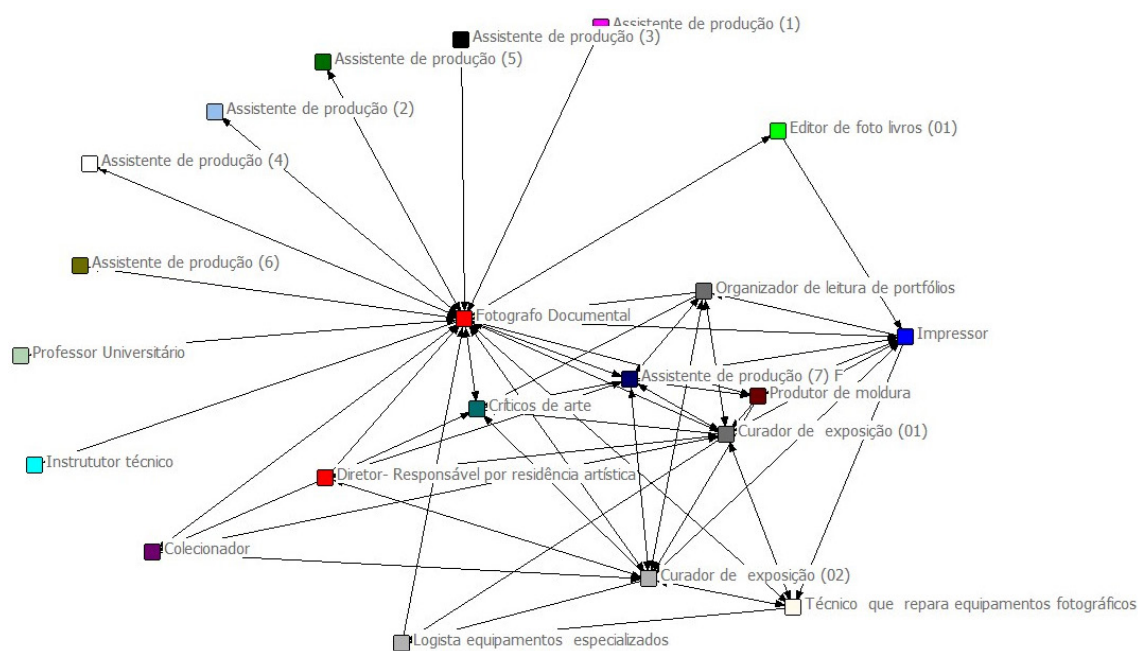 Assistente de produção (1)
Assistente de produção (3)
Assistente de produção (5)
Assistente de produção (2)
Editor de foto livros (01)
Assistente de produção (4)
Assistente de produção (6)
Organizador de leitura de portfólios
Fotografo Documental
Impressor
Professor Universitário
Assistente de produção (7) F
Produtor de moldura
Críticos de arte
Curador de exposição (01)
Instrututor técnico
Diretor- Responsável por residência artística
Colecionador
Curador de exposição (02)
Técnico que repara equipamentos fotográficos
Logista equipamentos especializados